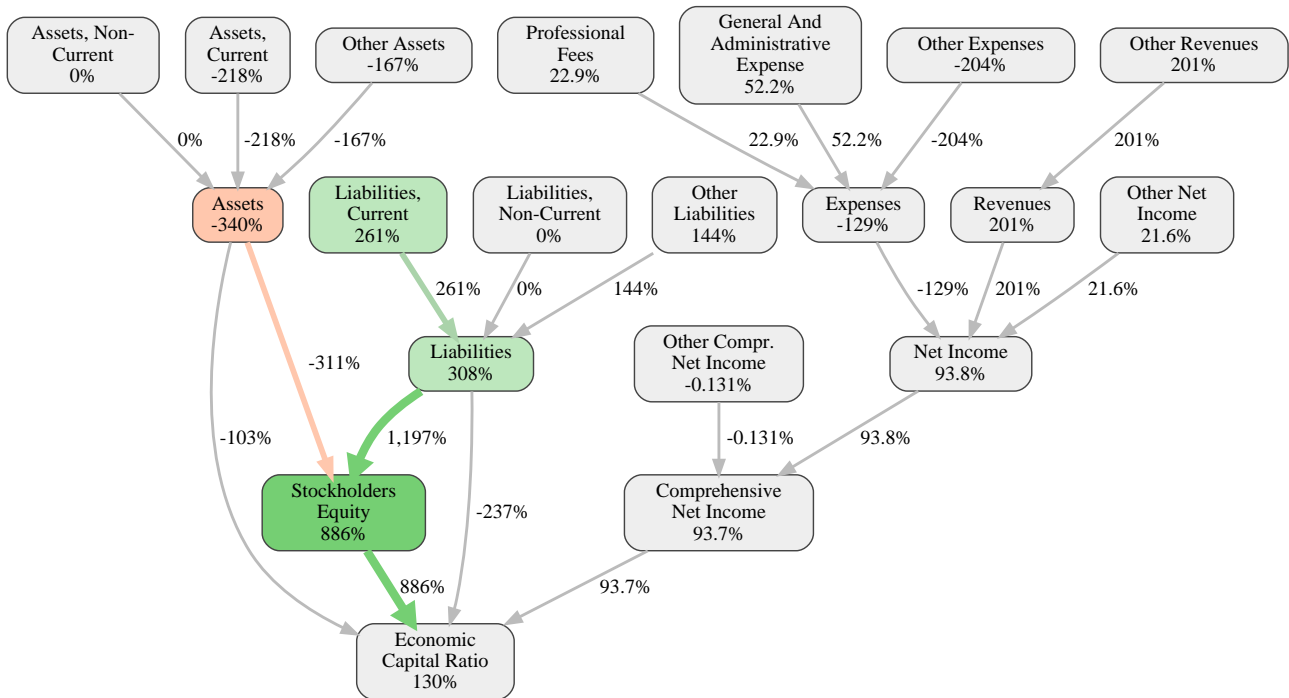 Assets, Non-
Current
0%
Assets,
Current
-218%
Other Assets
-167%
Professional
Fees
22.9%
General And
Administrative
Expense
52.2%
Other Expenses
-204%
Other Revenues
201%
0%
-218%
-167%
22.9%
52.2%
-204%
201%
Assets
-340%
Liabilities,
Current
261%
Liabilities,
Non-Current
0%
Other
Liabilities
144%
Expenses
-129%
Revenues
201%
Other Net
Income
21.6%
261%
0%
144%
-129%
201%
21.6%
-311%
Liabilities
308%
Other Compr.
Net Income
-0.131%
Net Income
93.8%
-103%
1,197%
-0.131%
93.8%
Stockholders
Equity
886%
-237%
Comprehensive
Net Income
93.7%
886%
93.7%
Economic
Capital Ratio
130%